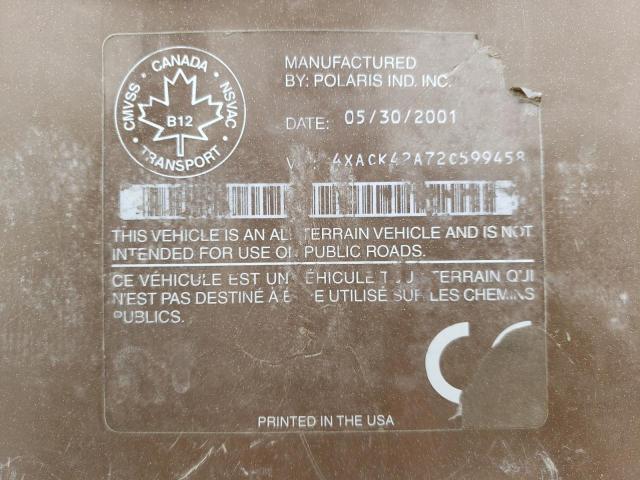 CANADA
CMVSS
NSVAC
B12
TRANSPORT
MANUFACTURED
BY: POLARIS IND. INC.
DATE: 05/30/2001
4XACK42A72C599458
THIS VEHICLE IS AN AL TERRAIN VEHICLE AND IS NOT
INTENDED FOR USE ON PUBLIC ROADS.
CE VÉHICULE EST UN VÉHICULE T U TERRAIN QUI
N'EST PAS DESTINÉ À E E UTILISÉ SUR LES CHEMINS
PUBLICS.
C
PRINTED IN THE USA